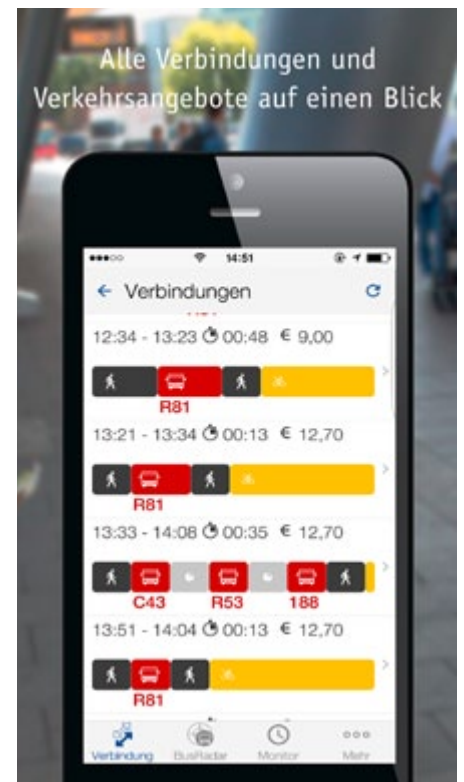 Alle Verbindungen und
Verkehrsangebote auf einen Blick
14:51
Verbindungen
12:34 - 13:23 00:48 € 9,00
R81
13:21 - 13:34 00:13 € 12,70
R81
13:33 - 14:08 00:35 € 12,70
C43 R53 188
13:51 - 14:04 00:13 € 12,70
R81
Verbindung BusRadar Monitor Mehr